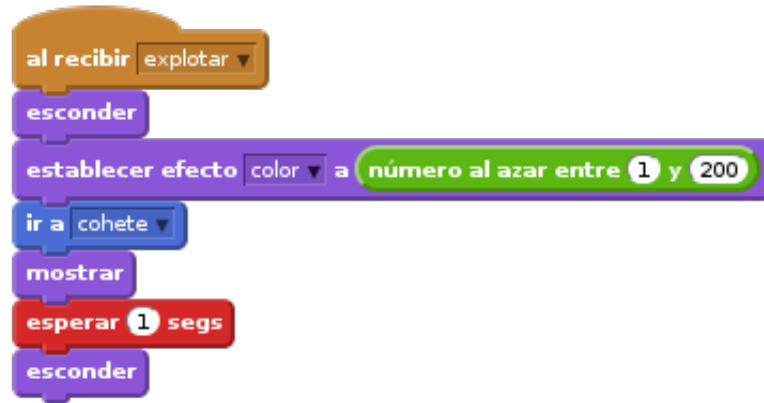 al recibir explotar
esconder
establecer efecto color a número al azar entre 1 y 200
ir a cohete
mostrar
esperar 1 segs
esconder